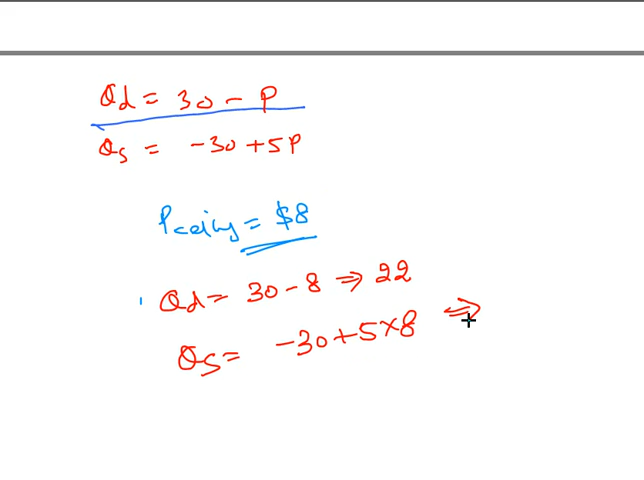 Qd = 30 - P
Qs = -30 + 5P
Pceiling = $8
Qd = 30 - 8 ⇒ 22
Qs = -30 + 5×8 ⇒